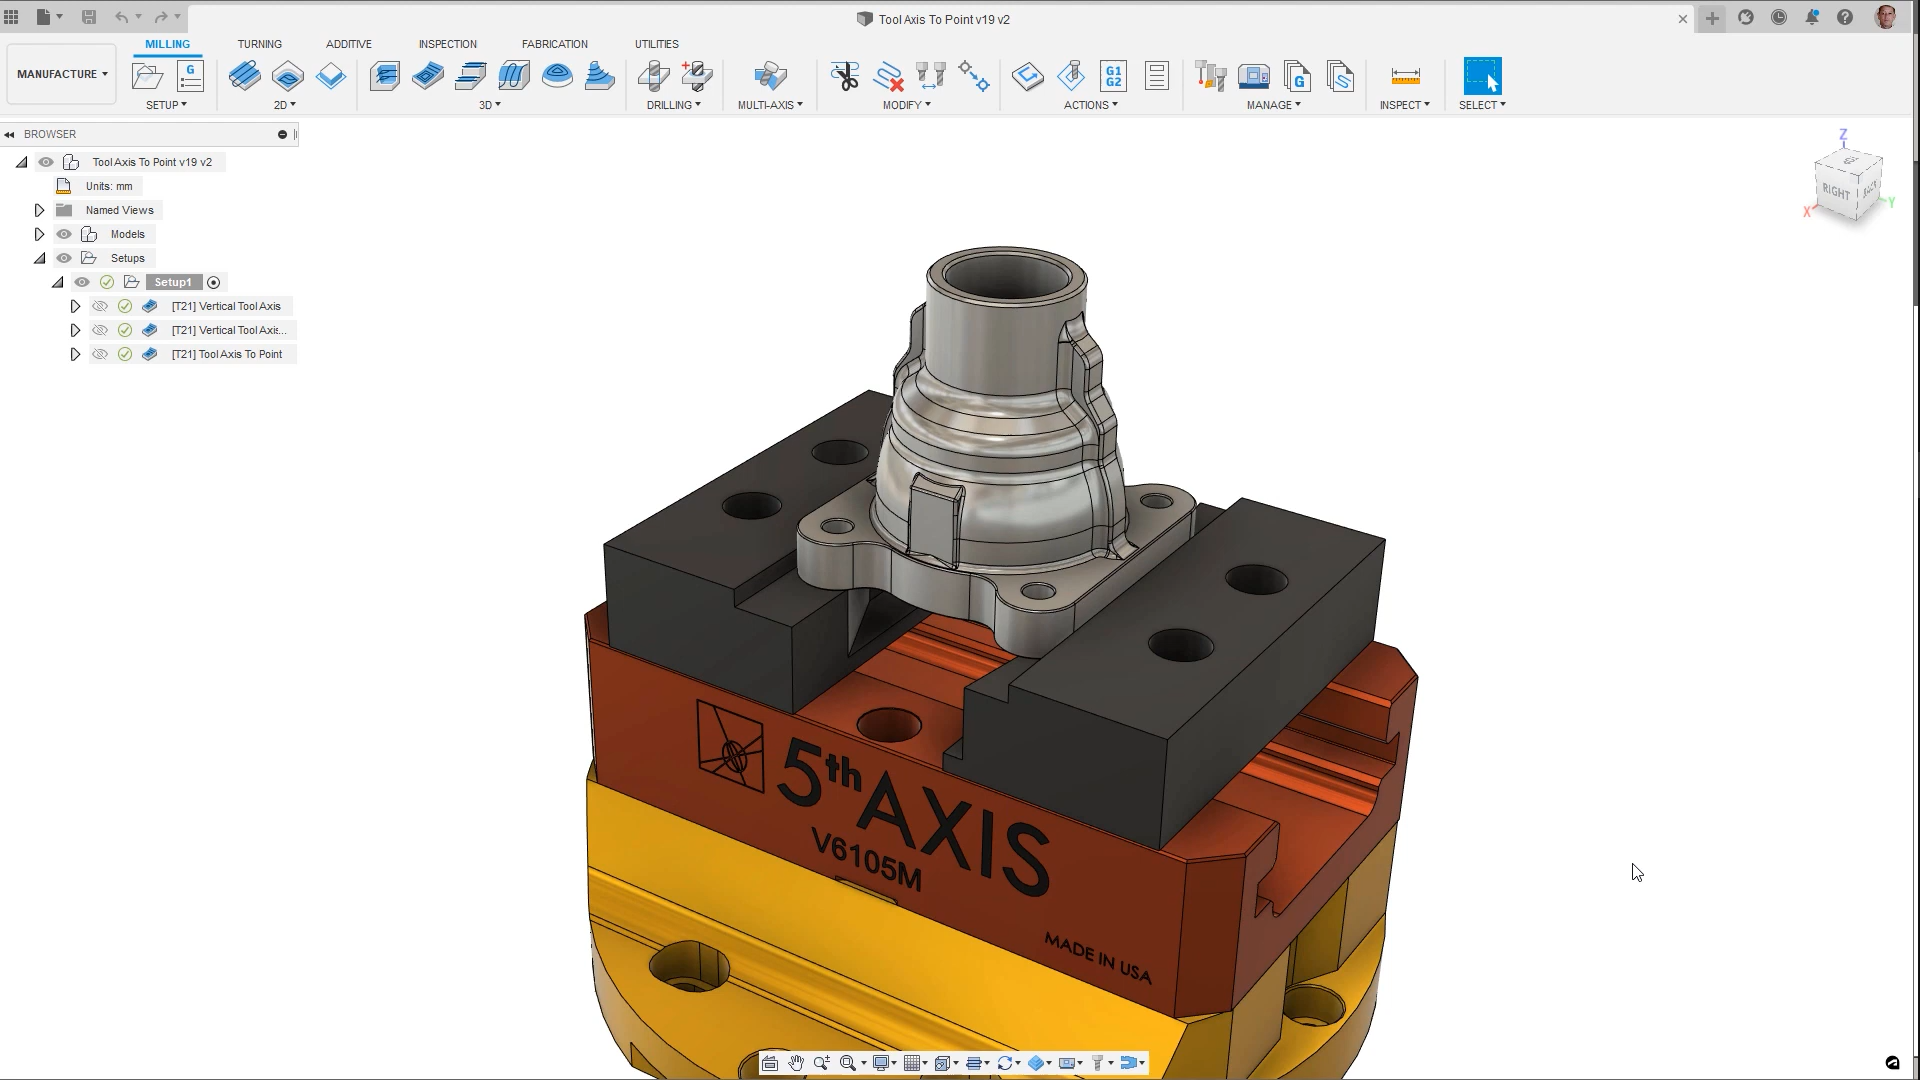 Tool Axis To Point v19 v2
MILLING
TURNING
ADDITIVE
INSPECTION
FABRICATION
UTILITIES
MANUFACTURE
G
G1
G2
G
SETUP
2D
3D
DRILLING
MULTI-AXIS
MODIFY
ACTIONS
MANAGE
INSPECT
SELECT
BROWSER
Tool Axis To Point v19 v2
Units: mm
Named Views
Models
Setups
Setup1
[T21] Vertical Tool Axis
[T21] Vertical Tool Axis...
[T21] Tool Axis To Point
Z
RIGHT
X
Y
5th AXIS
V6105M
MADE IN USA